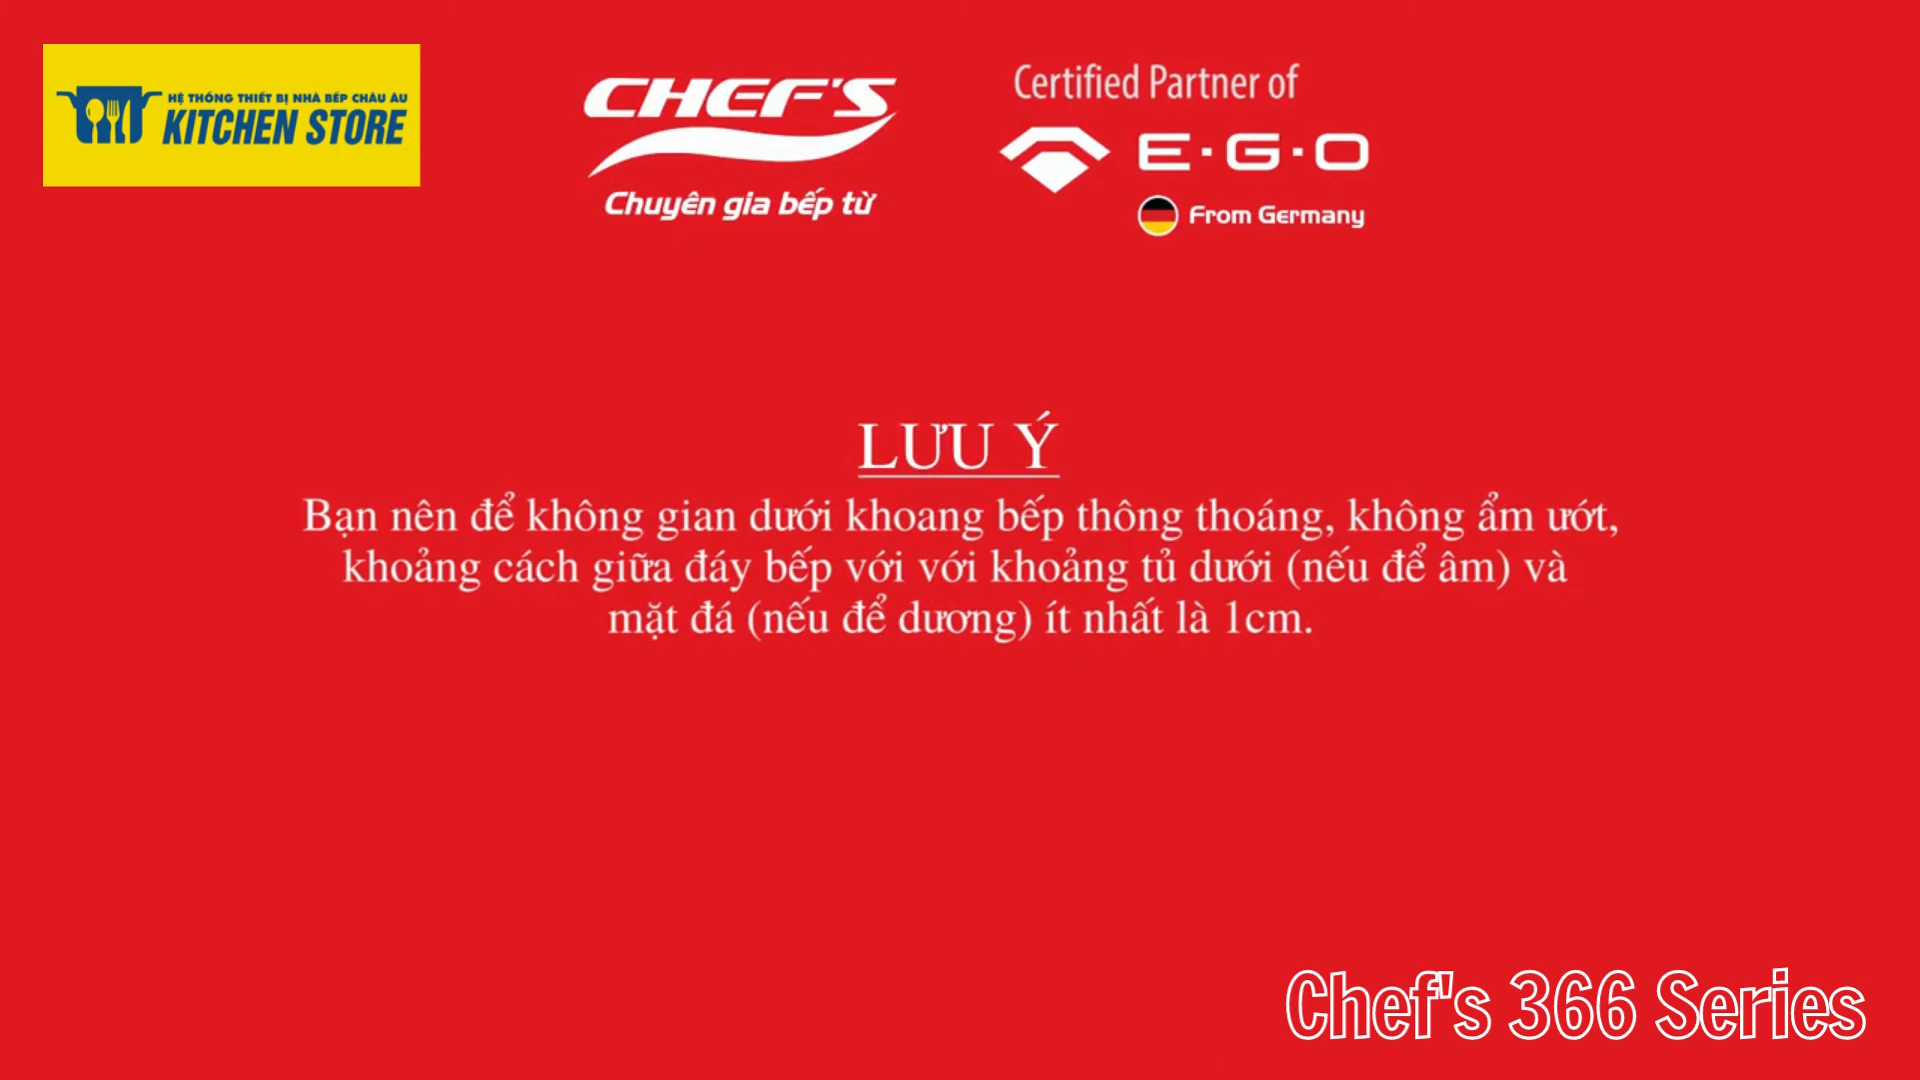 HỆ THỐNG THIẾT BỊ NHÀ BẾP CHÂU ÂU
KITCHEN STORE
CHEF'S
Chuyên gia bếp từ
Certified Partner of
E·G·O
From Germany
LƯU Ý
Bạn nên để không gian dưới khoang bếp thông thoáng, không ẩm ướt,
khoảng cách giữa đáy bếp với với khoảng tủ dưới (nếu để âm) và
mặt đá (nếu để dương) ít nhất là 1cm.
Chef's 366 Series